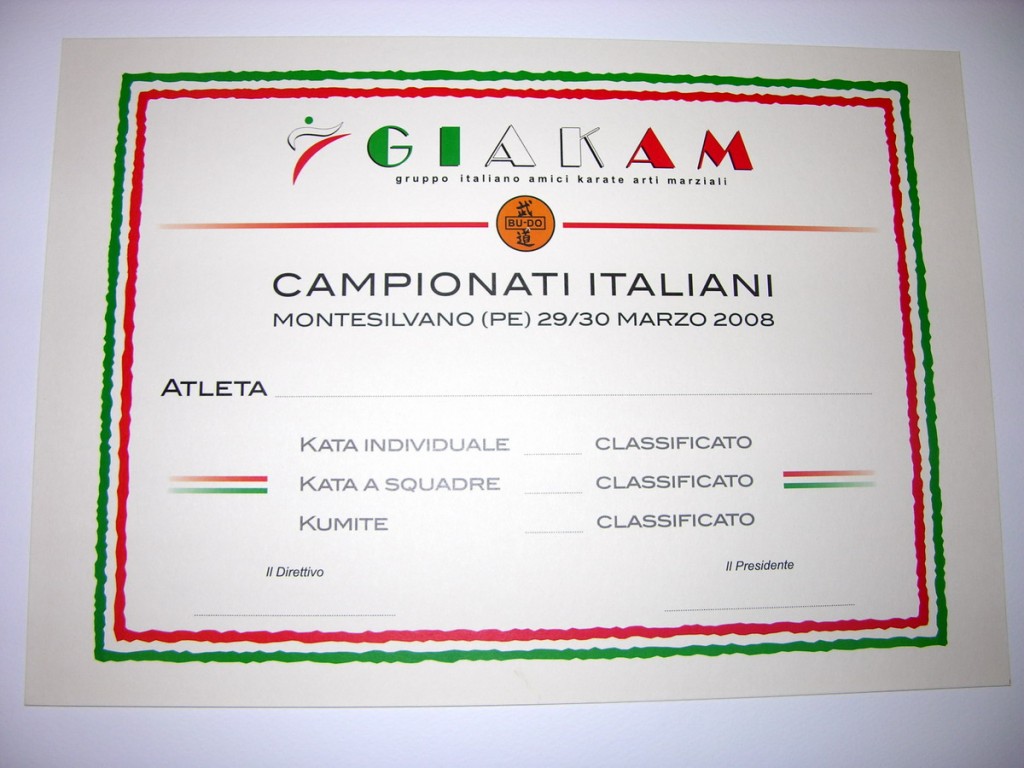 GIAKAM
gruppo italiano amici karate arti marziali
武
BU-DO
道
CAMPIONATI ITALIANI
MONTESILVANO (PE) 29/30 MARZO 2008
ATLETA
KATA INDIVIDUALE CLASSIFICATO
KATA A SQUADRE CLASSIFICATO
KUMITE CLASSIFICATO
Il Direttivo Il Presidente